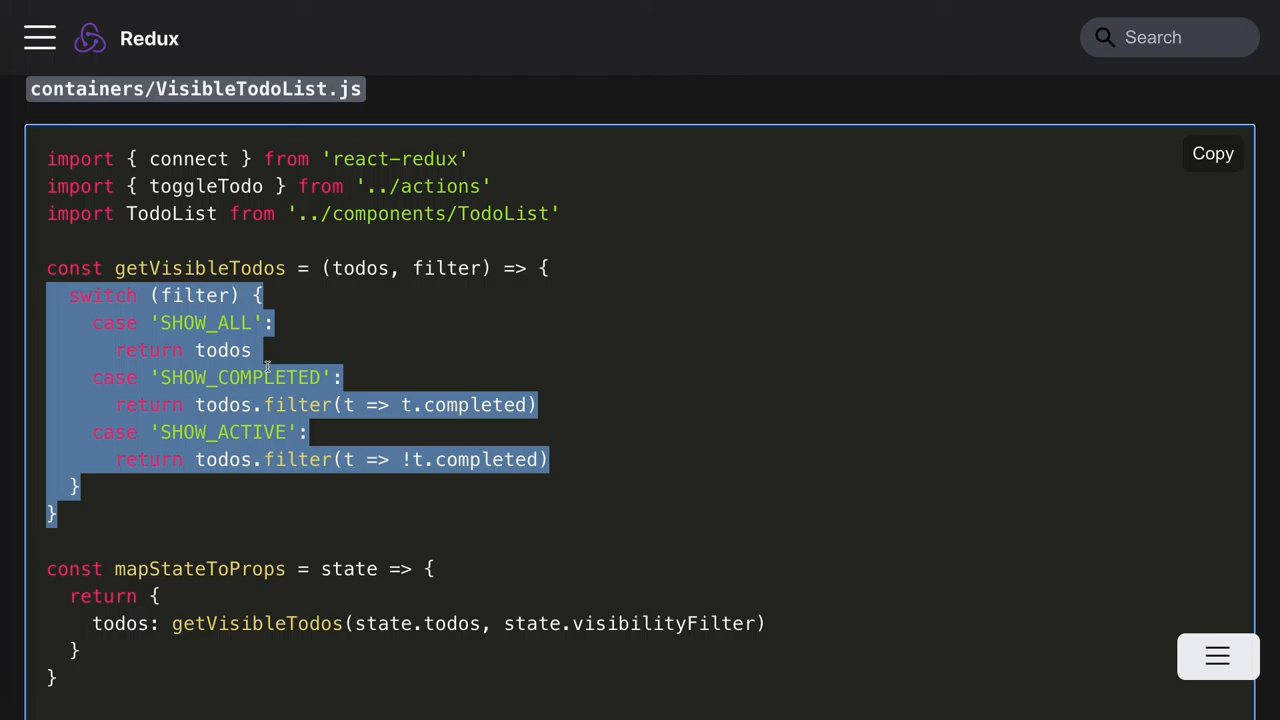 Redux
Search
containers/VisibleTodoList.js
Copy
import { connect } from 'react-redux'
import { toggleTodo } from '../actions'
import TodoList from '../components/TodoList'

const getVisibleTodos = (todos, filter) => {
  switch (filter) {
    case 'SHOW_ALL':
      return todos
    case 'SHOW_COMPLETED':
      return todos.filter(t => t.completed)
    case 'SHOW_ACTIVE':
      return todos.filter(t => !t.completed)
  }
}

const mapStateToProps = state => {
  return {
    todos: getVisibleTodos(state.todos, state.visibilityFilter)
  }
}